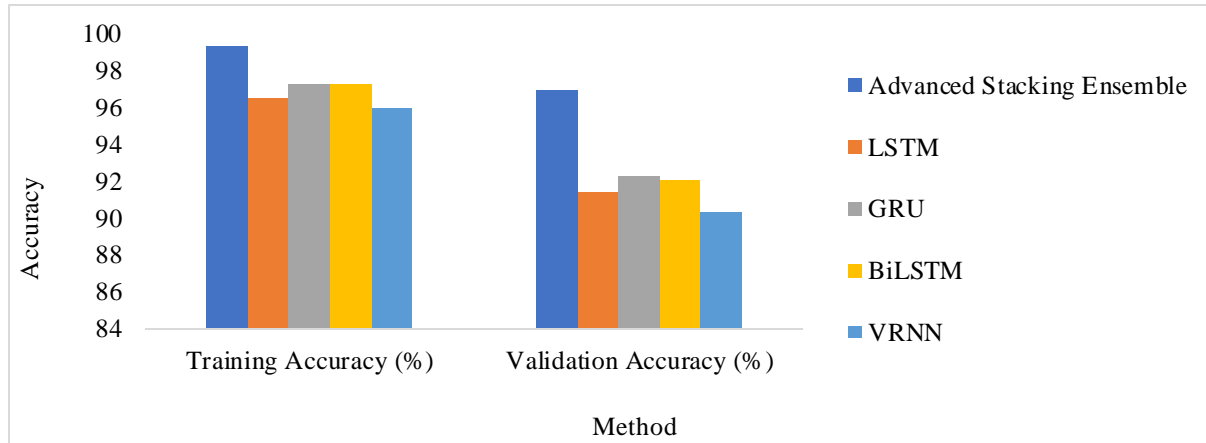 100
98
96
94
92
90
88
86
84
Accuracy
Training Accuracy (%)
Validation Accuracy (%)
Method
Advanced Stacking Ensemble
LSTM
GRU
BiLSTM
VRNN